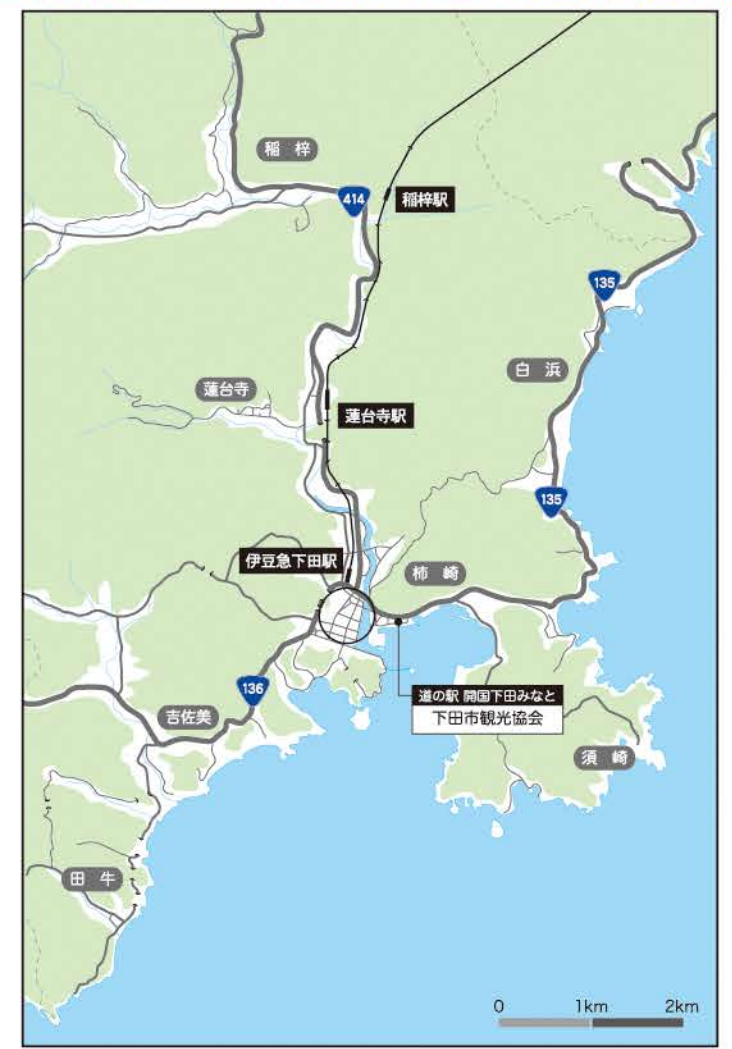 稲 梓
414
稲梓駅
135
白 浜
蓮台寺
蓮台寺駅
135
伊豆急下田駅
柿 崎
136
道の駅 開国下田みなと
下田市観光協会
吉佐美
須 崎
田 牛
0 1km 2km